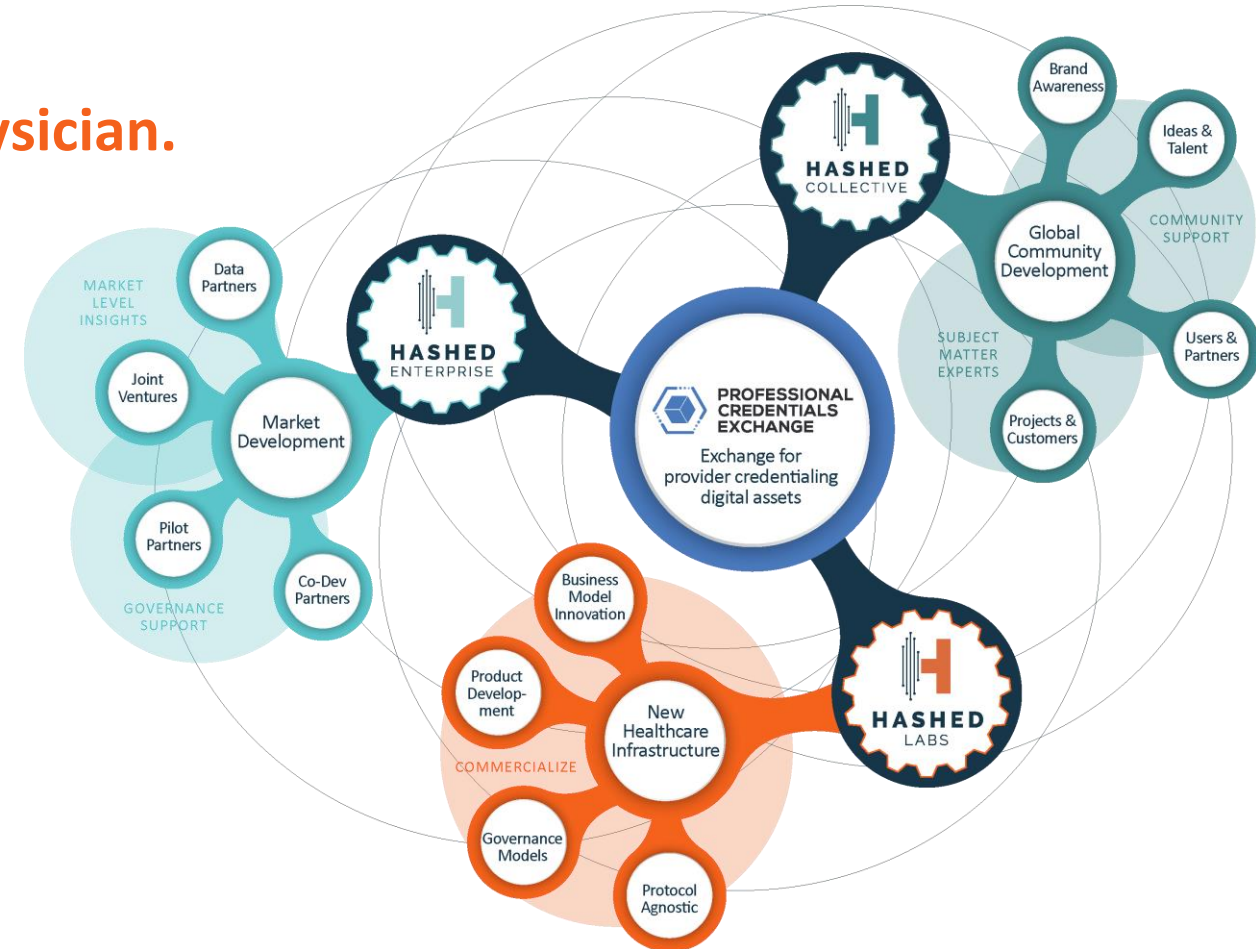 ysician.
Brand
Awareness
Ideas &
Talent
HASHED
COLLECTIVE
COMMUNITY
SUPPORT
Global
Community
Development
Data
Partners
MARKET
LEVEL
INSIGHTS
HASHED
ENTERPRISE
SUBJECT
MATTER
EXPERTS
Users &
Partners
Joint
Ventures
Market
Development
PROFESSIONAL
CREDENTIALS
EXCHANGE
Exchange for
provider credentialing
digital assets
Projects &
Customers
Pilot
Partners
Co-Dev
Partners
GOVERNANCE
SUPPORT
Business
Model
Innovation
Product
Develop-
ment
New
Healthcare
Infrastructure
HASHED
LABS
COMMERCIALIZE
Governance
Models
Protocol
Agnostic